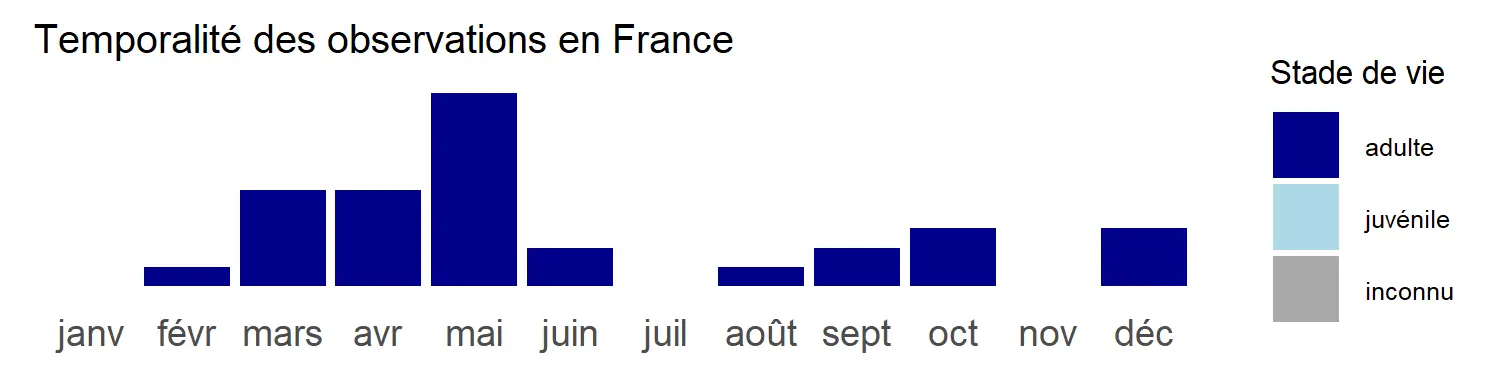 Temporalité des observations en France
Stade de vie
adulte
juvénile
inconnu
janv févr mars avr mai juin juil août sept oct nov déc